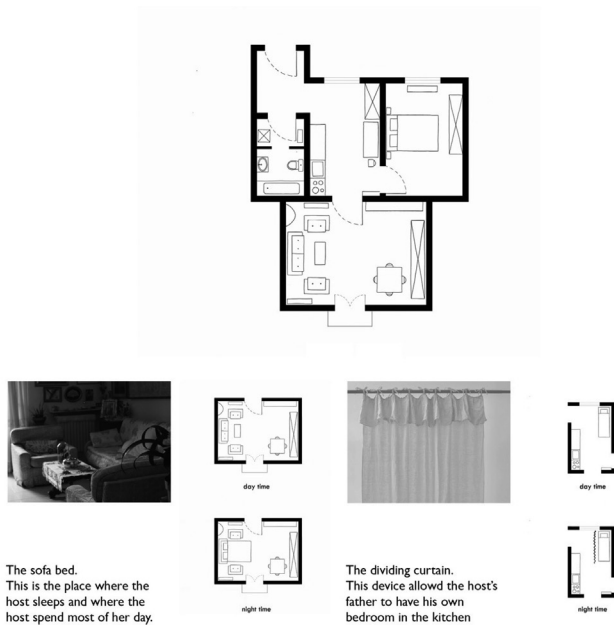 day time
night time
The sofa bed.
This is the place where the
host sleeps and where the
host spend most of her day.
The dividing curtain.
This device allowd the host's
father to have his own
bedroom in the kitchen
day time
night time